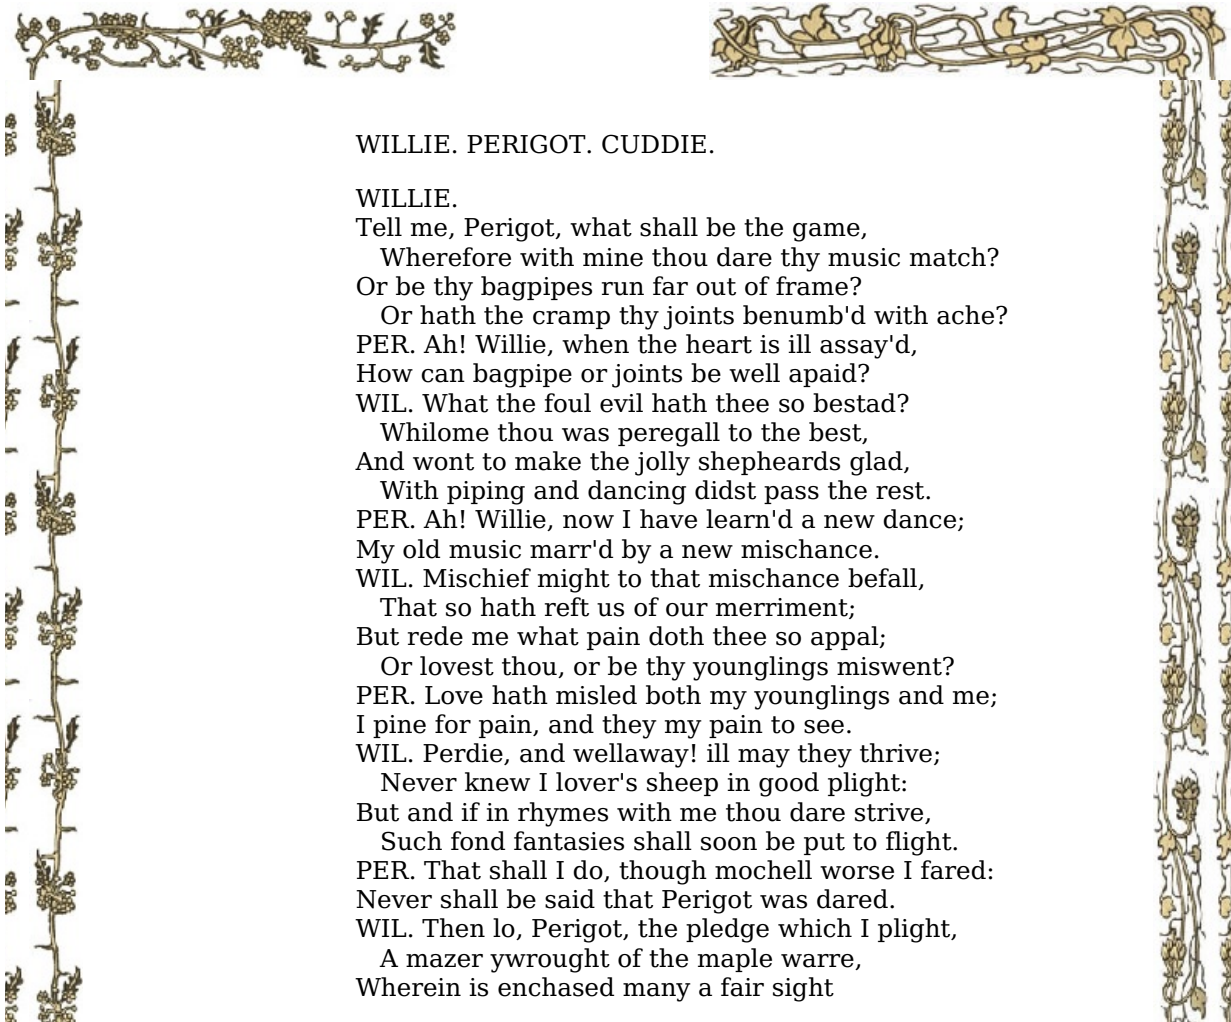 WILLIE. PERIGOT. CUDDIE.
WILLIE.
Tell me, Perigot, what shall be the game,
Wherefore with mine thou dare thy music match?
Or be thy bagpipes run far out of frame?
Or hath the cramp thy joints benumb'd with ache?
PER. Ah! Willie, when the heart is ill assay'd,
How can bagpipe or joints be well apaid?
WIL. What the foul evil hath thee so bestad?
Whilome thou was peregall to the best,
And wont to make the jolly shepheards glad,
With piping and dancing didst pass the rest.
PER. Ah! Willie, now I have learn'd a new dance;
My old music marr'd by a new mischance.
WIL. Mischief might to that mischance befall,
That so hath reft us of our merriment;
But rede me what pain doth thee so appal;
Or lovest thou, or be thy younglings miswent?
PER. Love hath misled both my younglings and me;
I pine for pain, and they my pain to see.
WIL. Perdie, and wellaway! ill may they thrive;
Never knew I lover's sheep in good plight:
But and if in rhymes with me thou dare strive,
Such fond fantasies shall soon be put to flight.
PER. That shall I do, though mochell worse I fared:
Never shall be said that Perigot was dared.
WIL. Then lo, Perigot, the pledge which I plight,
A mazer ywrought of the maple warre,
Wherein is enchased many a fair sight